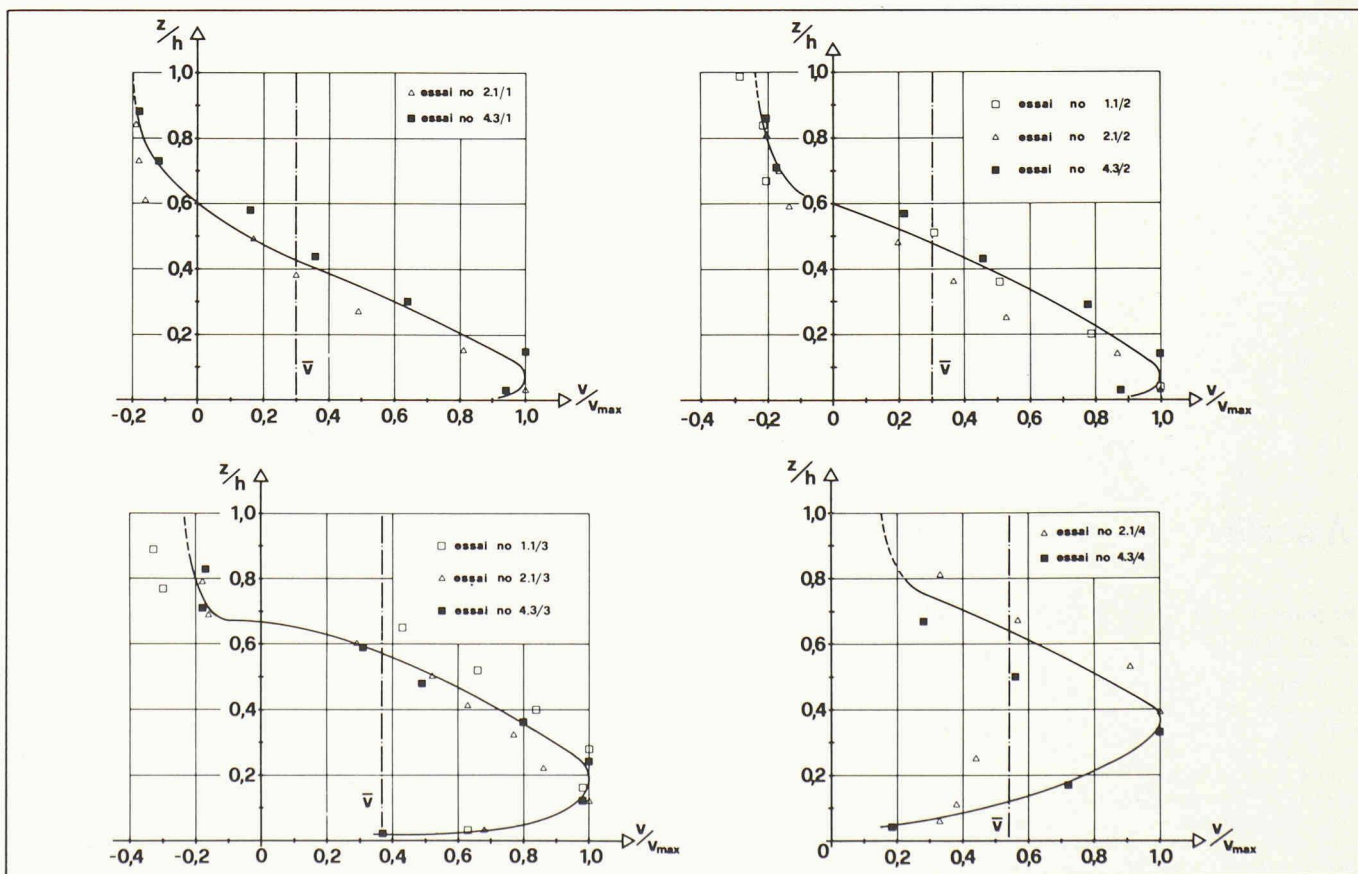 z/h
1,0
0,8
0,6
0,4
0,2
△ essai no 2.1/1
■ essai no 4.3/1
v̄
v/vmax
-0,2 0 0,2 0,4 0,6 0,8 1,0
z/h
1,0
0,8
0,6
0,4
0,2
□ essai no 1.1/2
△ essai no 2.1/2
■ essai no 4.3/2
v̄
v/vmax
-0,4 -0,2 0 0,2 0,4 0,6 0,8 1,0
z/h
1,0
0,8
0,6
0,4
0,2
□ essai no 1.1/3
△ essai no 2.1/3
■ essai no 4.3/3
v̄
v/vmax
-0,4 -0,2 0 0,2 0,4 0,6 0,8 1,0
z/h
1,0
0,8
0,6
0,4
0,2
△ essai no 2.1/4
■ essai no 4.3/4
v̄
v/vmax
0 0,2 0,4 0,6 0,8 1,0